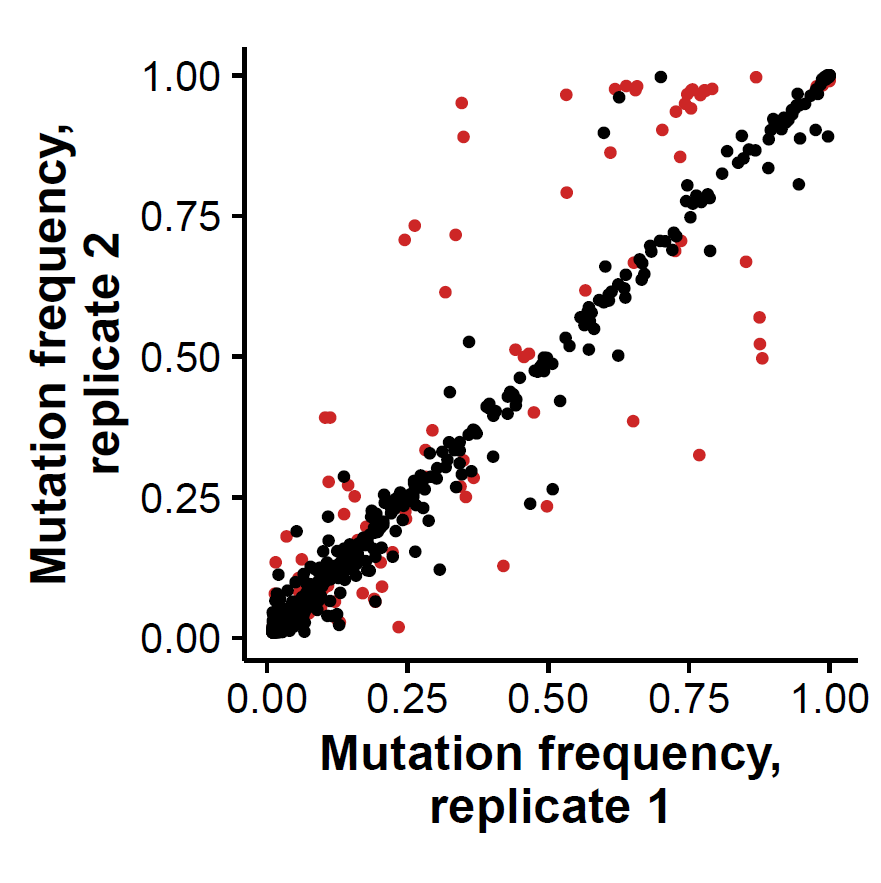 Mutation frequency,
replicate 2
1.00
0.75
0.50
0.25
0.00
0.00 0.25 0.50 0.75 1.00
Mutation frequency,
replicate 1